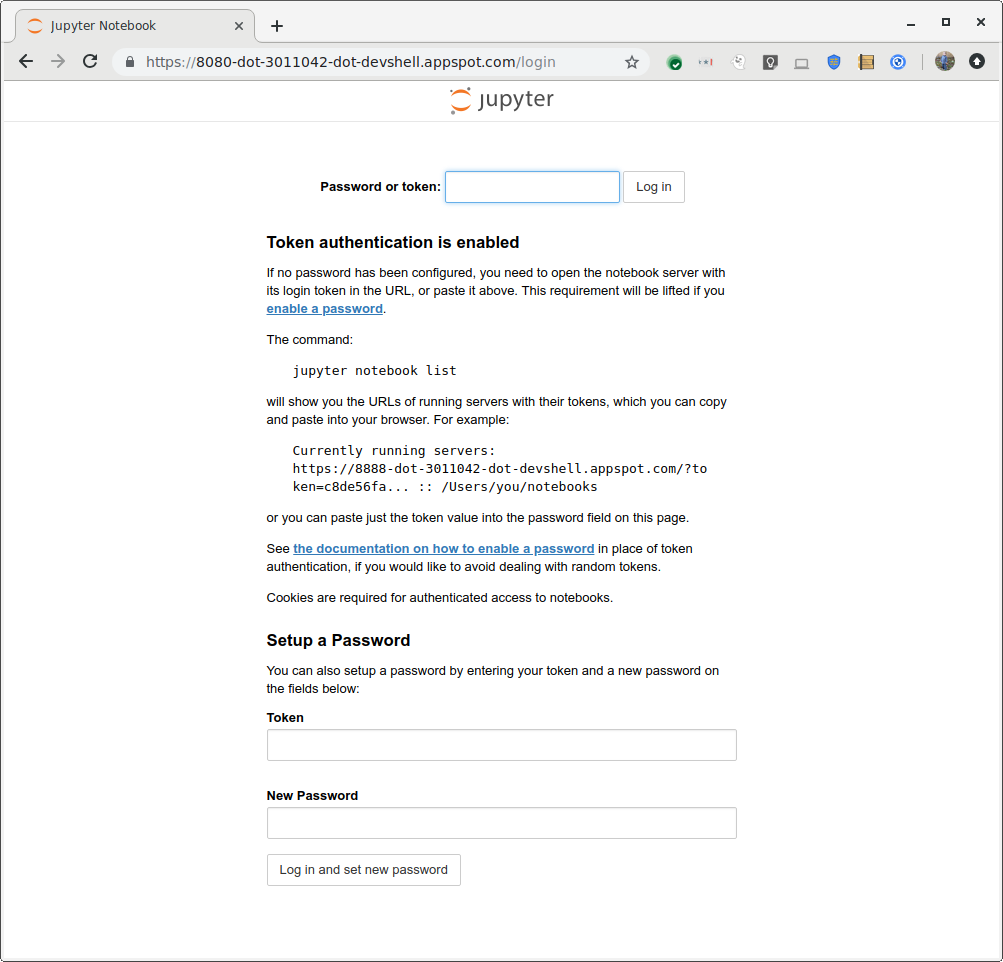 Jupyter Notebook
https://8080-dot-3011042-dot-devshell.appspot.com/login
jupyter
Password or token:
Log in
Token authentication is enabled
If no password has been configured, you need to open the notebook server with
its login token in the URL, or paste it above. This requirement will be lifted if you
enable a password.
The command:
jupyter notebook list
will show you the URLs of running servers with their tokens, which you can copy
and paste into your browser. For example:
Currently running servers:
https://8888-dot-3011042-dot-devshell.appspot.com/?to
ken=c8de56fa... :: /Users/you/notebooks
or you can paste just the token value into the password field on this page.
See the documentation on how to enable a password in place of token
authentication, if you would like to avoid dealing with random tokens.
Cookies are required for authenticated access to notebooks.
Setup a Password
You can also setup a password by entering your token and a new password on
the fields below:
Token
New Password
Log in and set new password